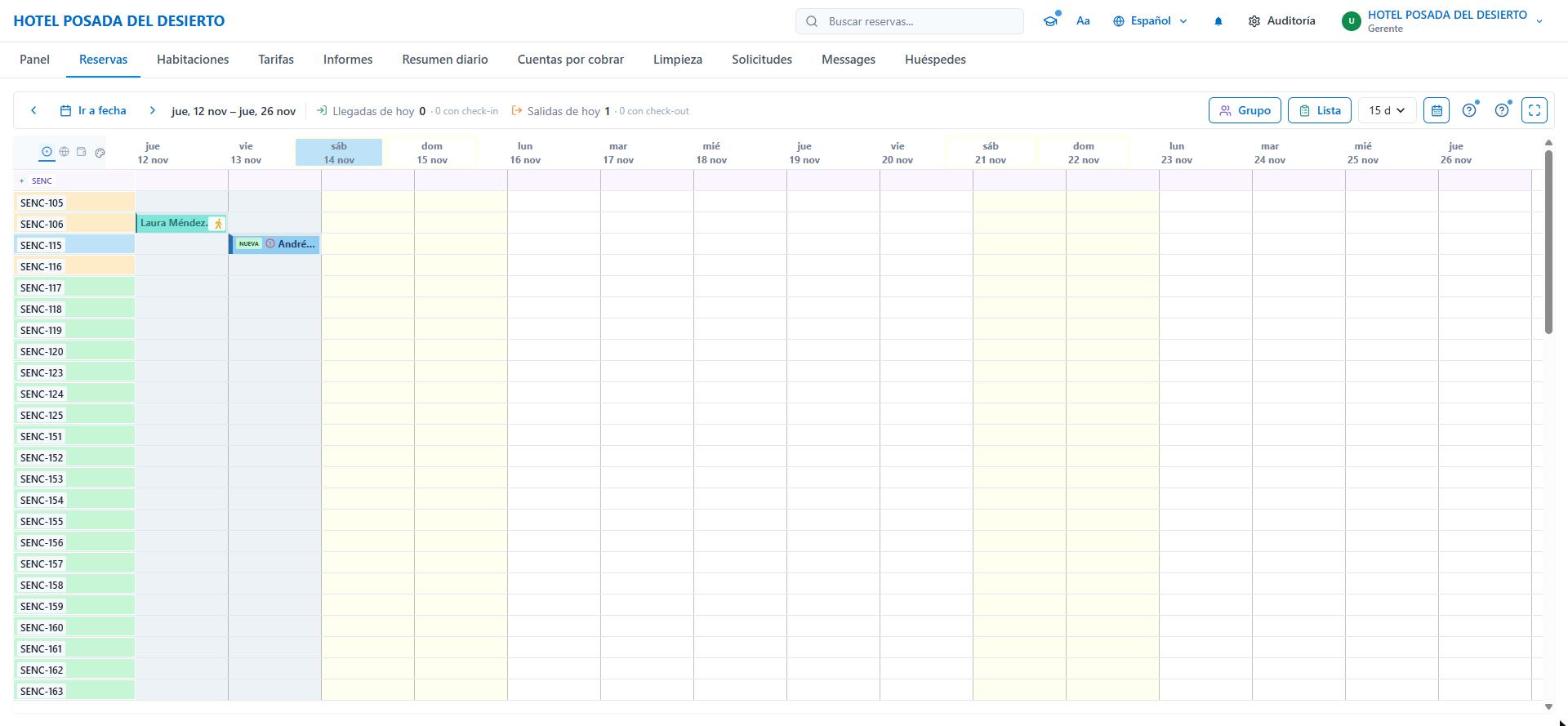 HOTEL POSADA DEL DESIERTO
Buscar reservas...
Aa
Español
Auditoría
U
HOTEL POSADA DEL DESIERTO
Gerente
Panel
Reservas
Habitaciones
Tarifas
Informes
Resumen diario
Cuentas por cobrar
Limpieza
Solicitudes
Messages
Huéspedes
Ir a fecha
jue, 12 nov – jue, 26 nov
Llegadas de hoy 0 · 0 con check-in
Salidas de hoy 1 · 0 con check-out
Grupo
Lista
15 d
jue 12 nov
vie 13 nov
sáb 14 nov
dom 15 nov
lun 16 nov
mar 17 nov
mié 18 nov
jue 19 nov
vie 20 nov
sáb 21 nov
dom 22 nov
lun 23 nov
mar 24 nov
mié 25 nov
jue 26 nov
+ SENC
SENC-105
SENC-106
Laura Méndez.
SENC-115
NUEVA André...
SENC-116
SENC-117
SENC-118
SENC-119
SENC-120
SENC-123
SENC-124
SENC-125
SENC-151
SENC-152
SENC-153
SENC-154
SENC-155
SENC-156
SENC-157
SENC-158
SENC-159
SENC-160
SENC-161
SENC-162
SENC-163